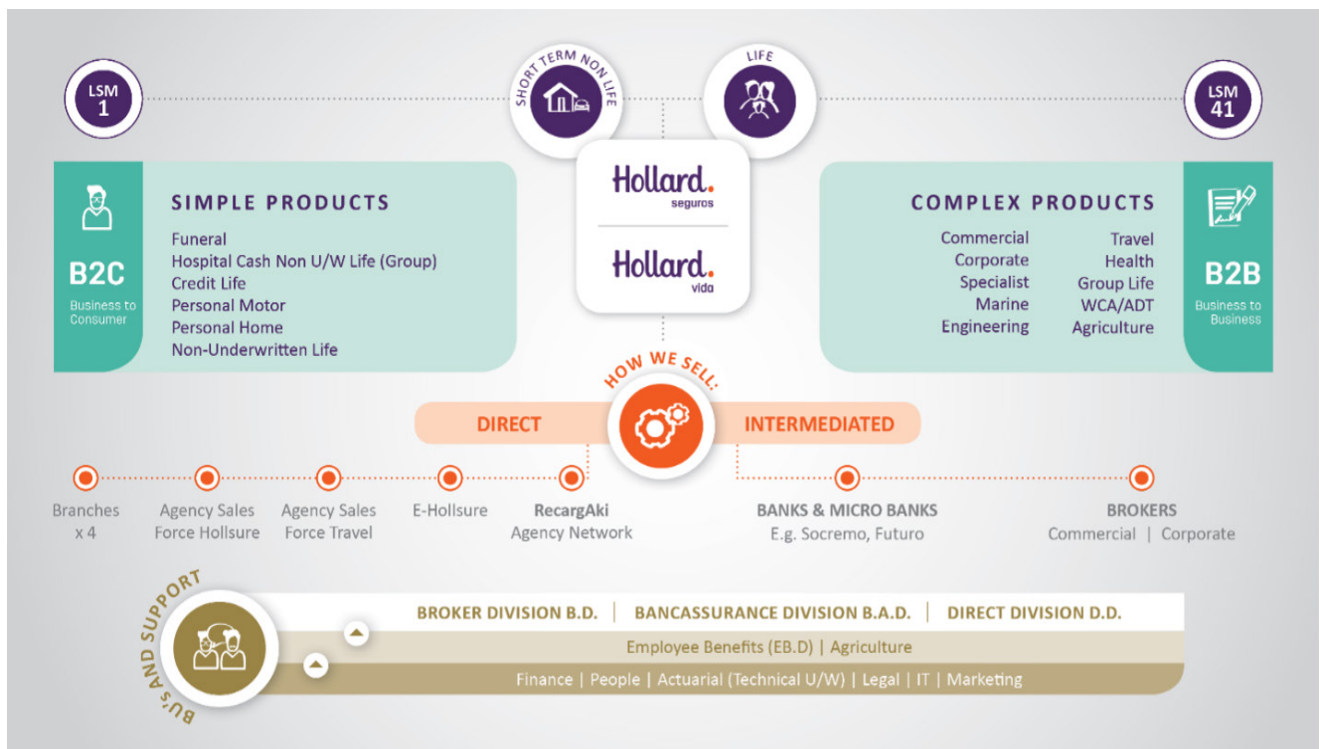 SHORT TERM NON LIFE
LIFE
LSM
1
LSM
41
Hollard.
seguros
Hollard.
vida
B2C
Business to
Consumer
SIMPLE PRODUCTS
Funeral
Hospital Cash Non U/W Life (Group)
Credit Life
Personal Motor
Personal Home
Non-Underwritten Life
COMPLEX PRODUCTS
Commercial
Corporate
Specialist
Marine
Engineering
Travel
Health
Group Life
WCA/ADT
Agriculture
B2B
Business to
Business
HOW WE SELL:
DIRECT
INTERMEDIATED
Branches
x 4
Agency Sales
Force Hollsure
Agency Sales
Force Travel
E-Hollsure
RecargAki
Agency Network
BANKS & MICRO BANKS
E.g. Socremo, Futuro
BROKERS
Commercial | Corporate
BU's AND SUPPORT
BROKER DIVISION B.D. | BANCASSURANCE DIVISION B.A.D. | DIRECT DIVISION D.D.
Employee Benefits (EB.D) | Agriculture
Finance | People | Actuarial (Technical U/W) | Legal | IT | Marketing